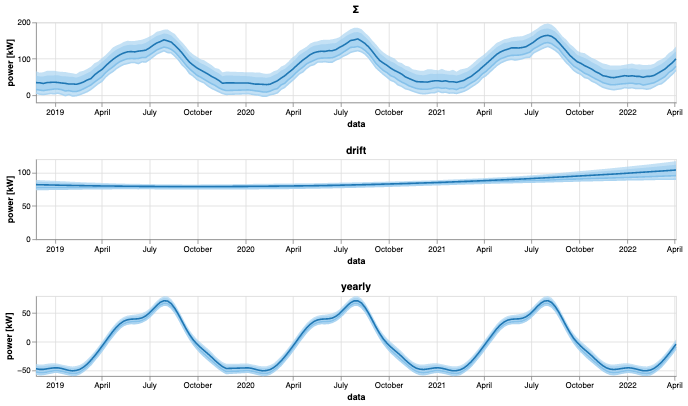 Σ
power [kW]
200
100
0
2019 April July October 2020 April July October 2021 April July October 2022 April
data
drift
power [kW]
100
50
0
2019 April July October 2020 April July October 2021 April July October 2022 April
data
yearly
power [kW]
50
0
−50
2019 April July October 2020 April July October 2021 April July October 2022 April
data